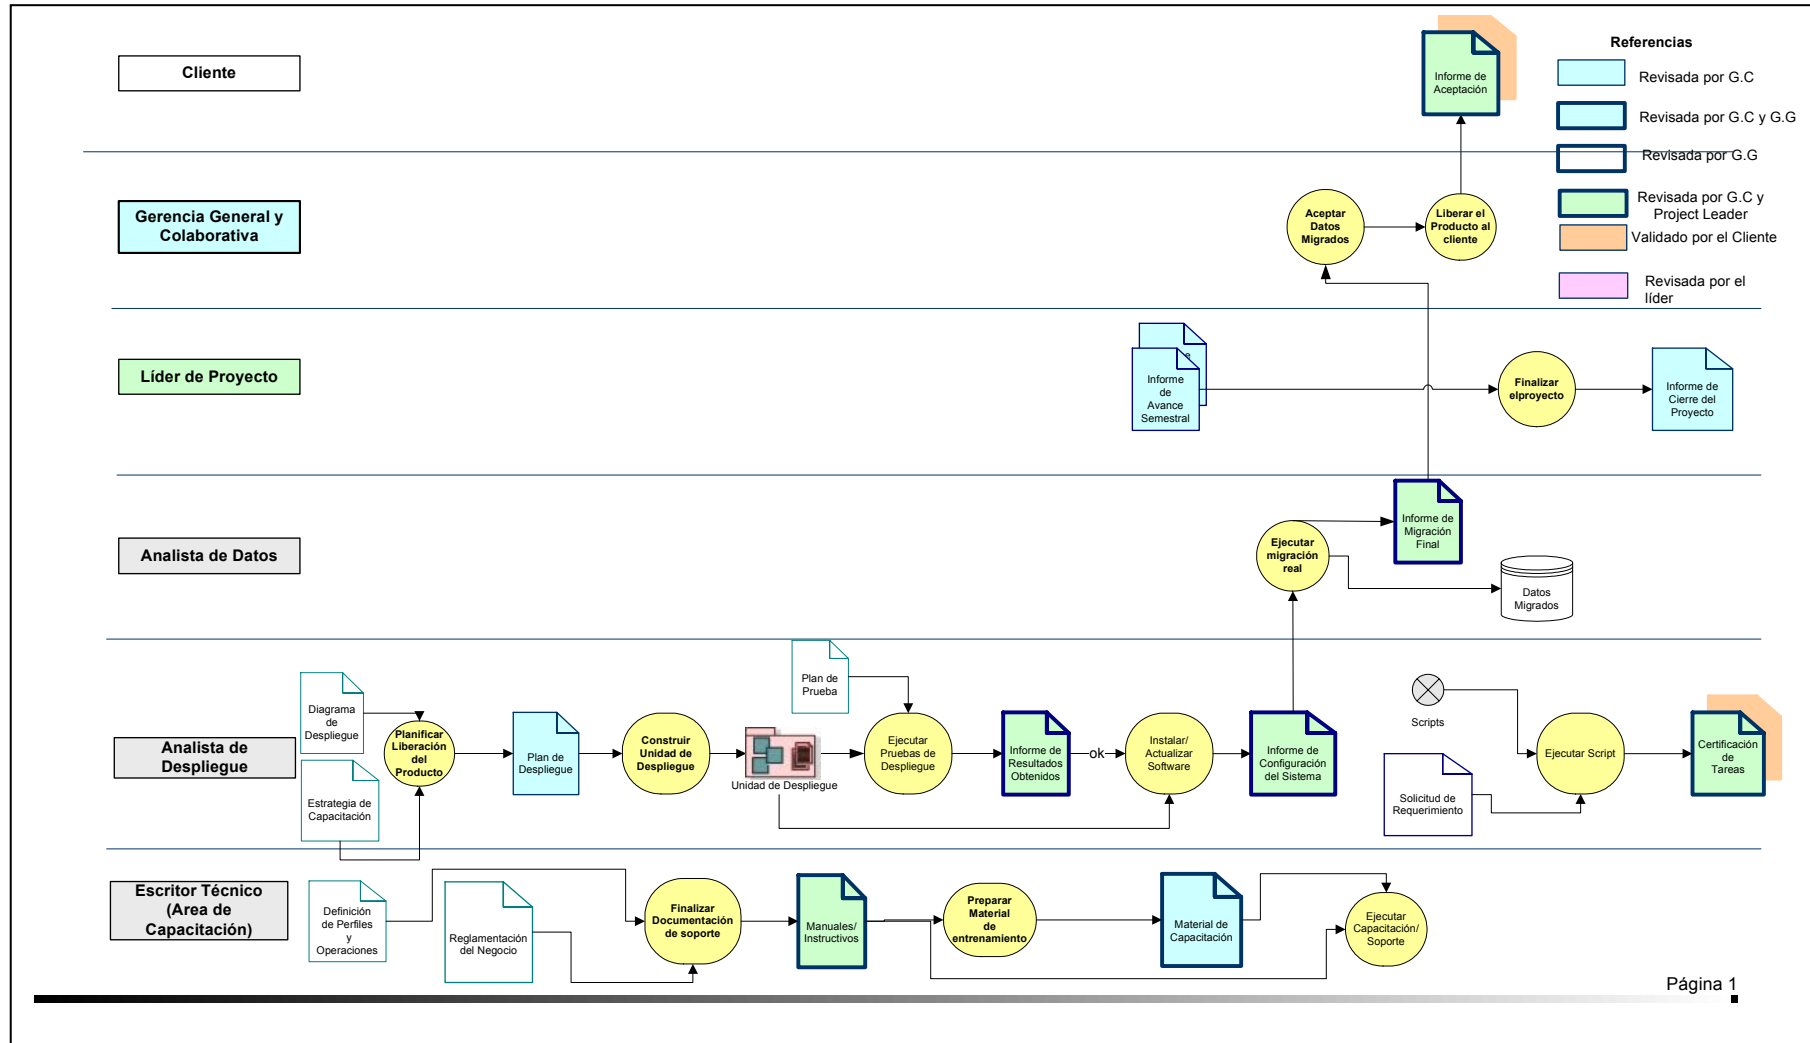 Cliente
Informe de
Aceptación
Referencias
Revisada por G.C
Revisada por G.C y G.G
Revisada por G.G
Revisada por G.C y
Project Leader
Validado por el Cliente
Revisada por el
líder
Gerencia General y
Colaborativa
Aceptar
Datos
Migrados
Liberar el
Producto al
cliente
Líder de Proyecto
Informe
de
Avance
Semestral
Finalizar
elproyecto
Informe de
Cierre del
Proyecto
Analista de Datos
Ejecutar
migración
real
Informe de
Migración
Final
Datos
Migrados
Analista de
Despliegue
Diagrama
de
Despliegue
Estrategia de
Capacitación
Planificar
Liberación
del
Producto
Plan de
Despliegue
Construir
Unidad de
Despliegue
Unidad de Despliegue
Plan de
Prueba
Ejecutar
Pruebas de
Despliegue
Informe de
Resultados
Obtenidos
ok
Instalar/
Actualizar
Software
Informe de
Configuración
del Sistema
Scripts
Solicitud de
Requerimiento
Ejecutar Script
Certificación
de
Tareas
Escritor Técnico
(Area de
Capacitación)
Definición
de Perfiles
y
Operaciones
Reglamentación
del Negocio
Finalizar
Documentación
de soporte
Manuales/
Instructivos
Preparar
Material
de
entrenamiento
Material de
Capacitación
Ejecutar
Capacitación/
Soporte
Página 1